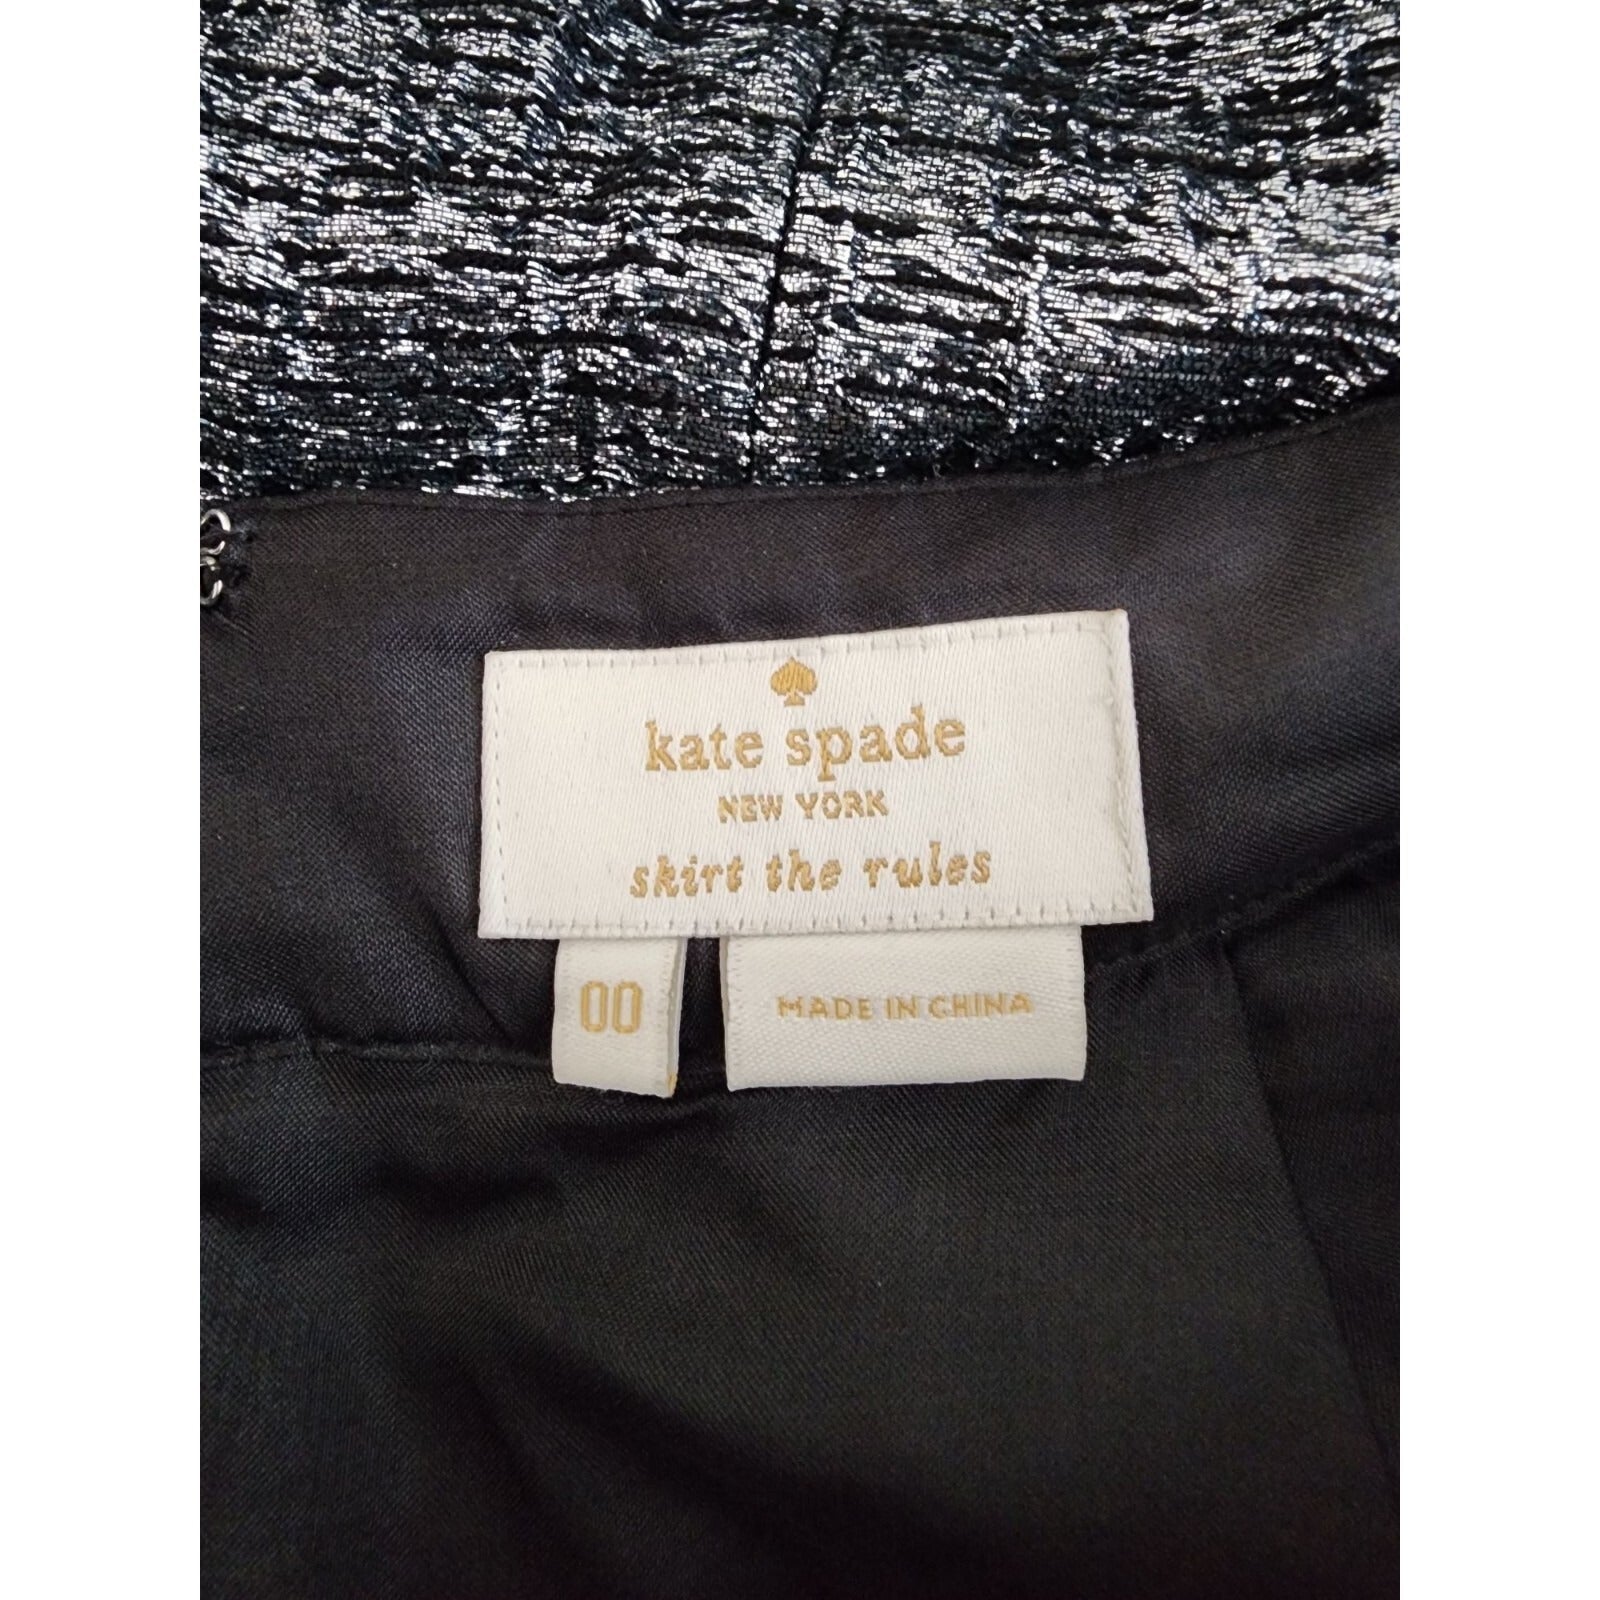 kate spade
NEW YORK
skirt the rules
00
MADE IN CHINA